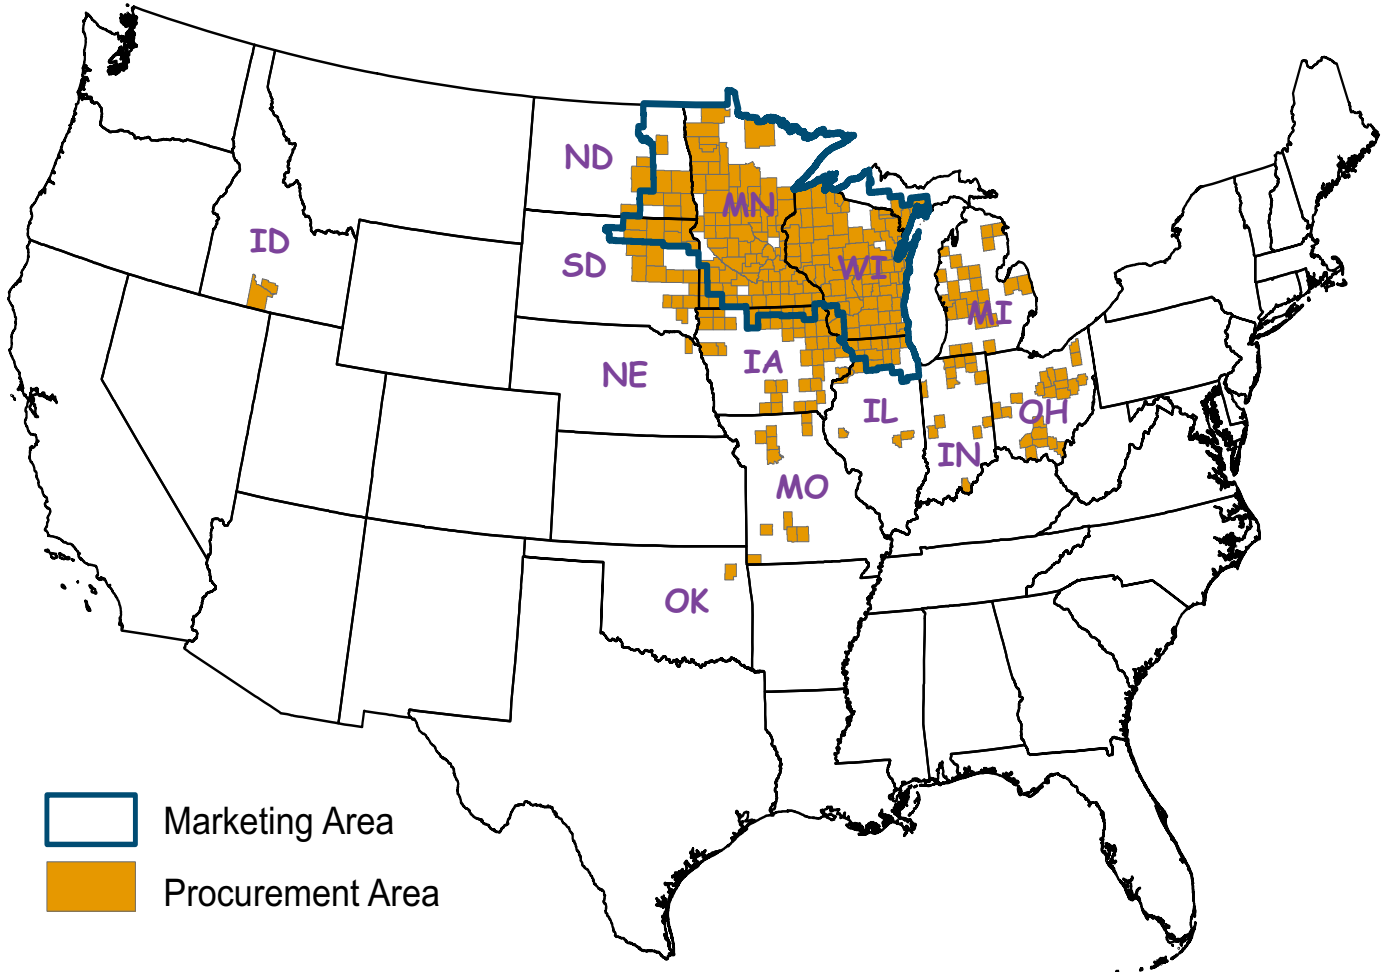 ND
MN
ID
SD
WI
MI
NE
IA
IL
OH
IN
MO
OK
Marketing Area
Procurement Area